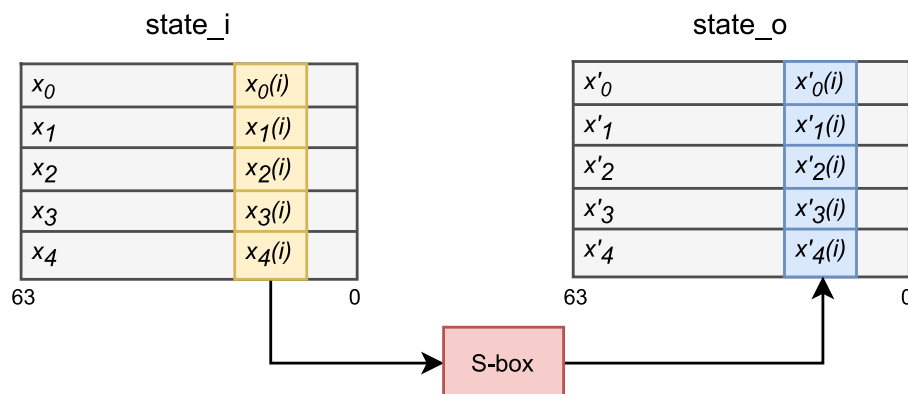 state_i
state_o
x0 x0(i)
x1 x1(i)
x2 x2(i)
x3 x3(i)
x4 x4(i)
63 0
x'0 x'0(i)
x'1 x'1(i)
x'2 x'2(i)
x'3 x'3(i)
x'4 x'4(i)
63 0
S-box